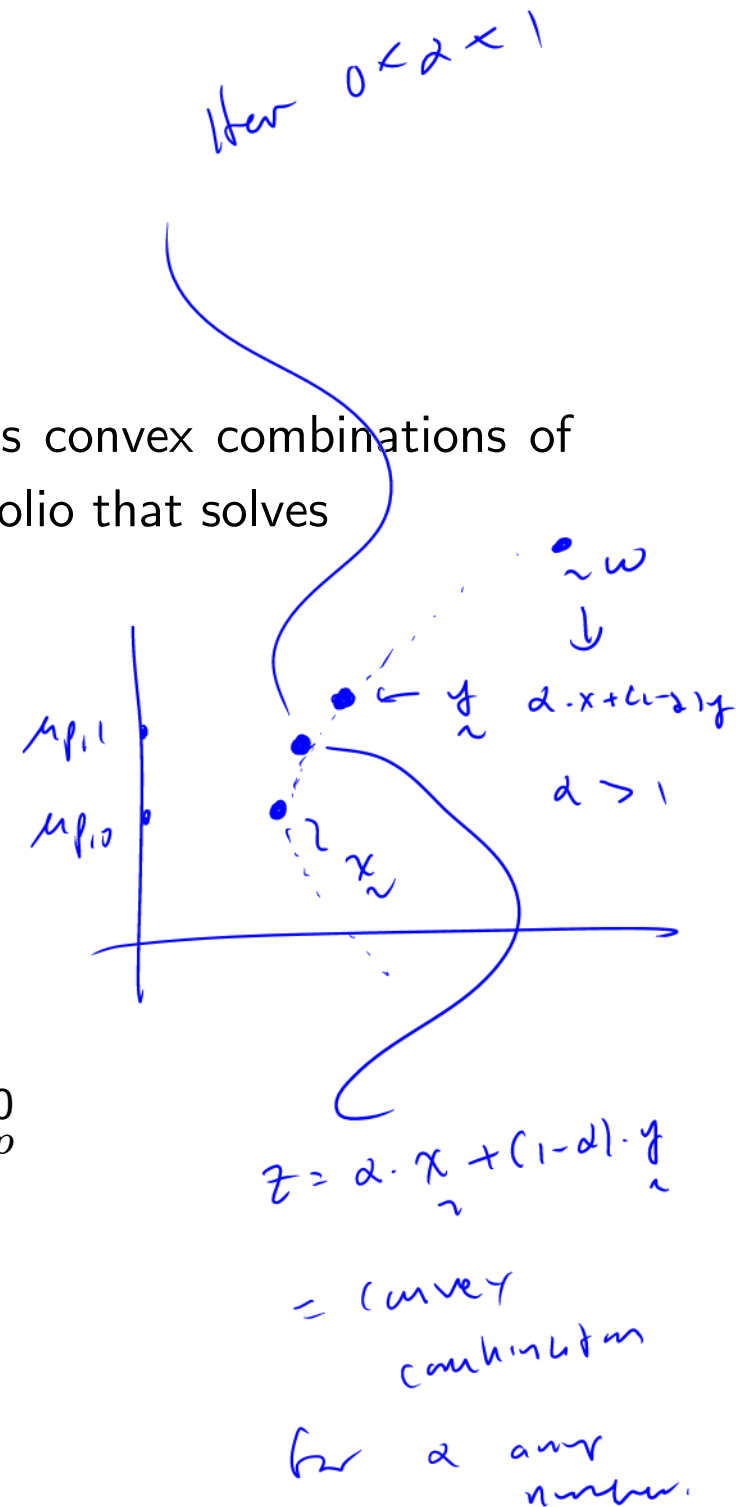 Her 0 < α < 1
s convex combinations of
olio that solves
~ w
↓
μp,1
← y α·x+(1-α)y
~
α > 1
μp,0
x
~
0
p
z = α · x + (1-α) · y
~ ~
= convex
combination
for α any
number.